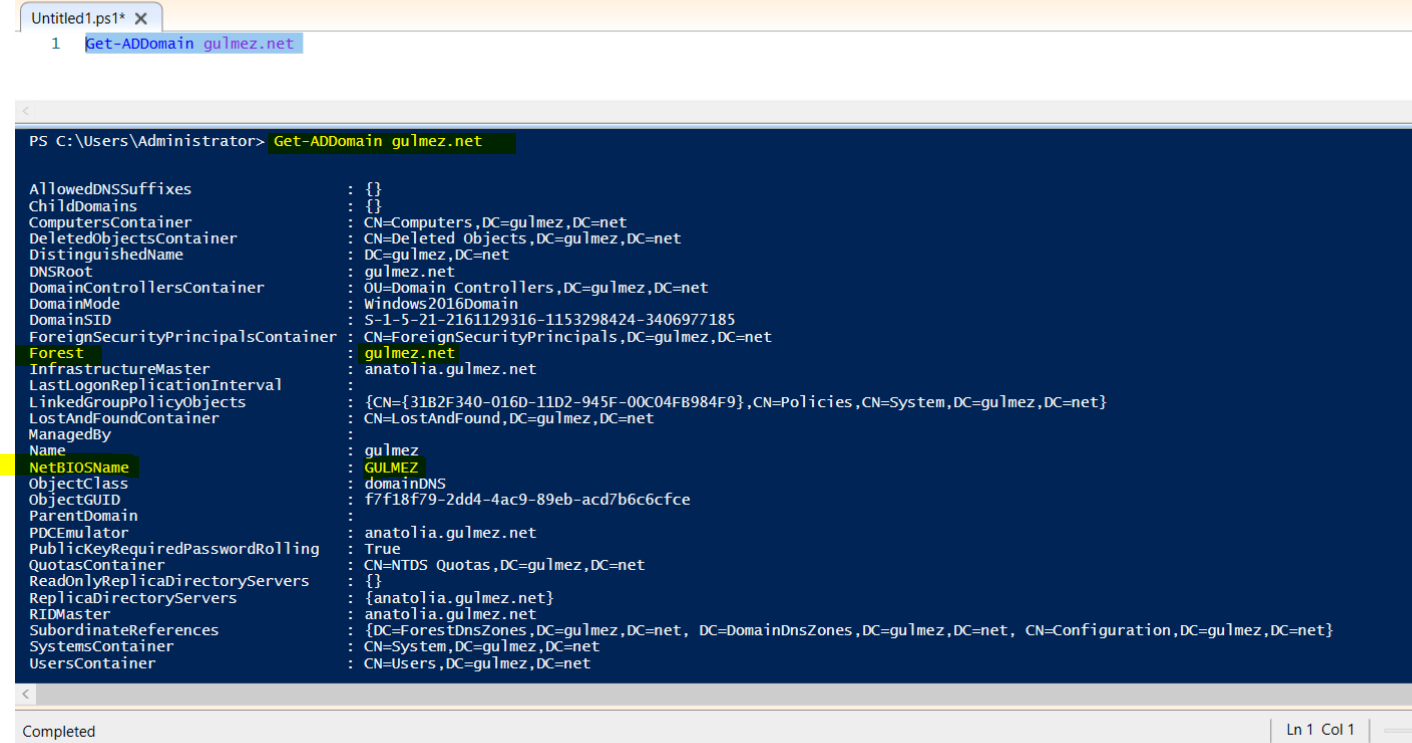 Untitled1.ps1* X
1 Get-ADDomain gulmez.net
PS C:\Users\Administrator> Get-ADDomain gulmez.net
AllowedDNSSuffixes : {}
ChildDomains : {}
ComputersContainer : CN=Computers,DC=gulmez,DC=net
DeletedObjectsContainer : CN=Deleted Objects,DC=gulmez,DC=net
DistinguishedName : DC=gulmez,DC=net
DNSRoot : gulmez.net
DomainControllersContainer : OU=Domain Controllers,DC=gulmez,DC=net
DomainMode : Windows2016Domain
DomainSID : S-1-5-21-2161129316-1153298424-3406977185
ForeignSecurityPrincipalsContainer : CN=ForeignSecurityPrincipals,DC=gulmez,DC=net
Forest : gulmez.net
InfrastructureMaster : anatolia.gulmez.net
LastLogonReplicationInterval :
LinkedGroupPolicyObjects : {CN={31B2F340-016D-11D2-945F-00C04FB984F9},CN=Policies,CN=System,DC=gulmez,DC=net}
LostAndFoundContainer : CN=LostAndFound,DC=gulmez,DC=net
ManagedBy :
Name : gulmez
NetBIOSName : GULMEZ
ObjectClass : domainDNS
ObjectGUID : f7f18f79-2dd4-4ac9-89eb-acd7b6c6cfce
ParentDomain :
PDCEmulator : anatolia.gulmez.net
PublicKeyRequiredPasswordRolling : True
QuotasContainer : CN=NTDS Quotas,DC=gulmez,DC=net
ReadOnlyReplicaDirectoryServers : {}
ReplicaDirectoryServers : {anatolia.gulmez.net}
RIDMaster : anatolia.gulmez.net
SubordinateReferences : {DC=ForestDnsZones,DC=gulmez,DC=net, DC=DomainDnsZones,DC=gulmez,DC=net, CN=Configuration,DC=gulmez,DC=net}
SystemsContainer : CN=System,DC=gulmez,DC=net
UsersContainer : CN=Users,DC=gulmez,DC=net
Completed Ln 1 Col 1